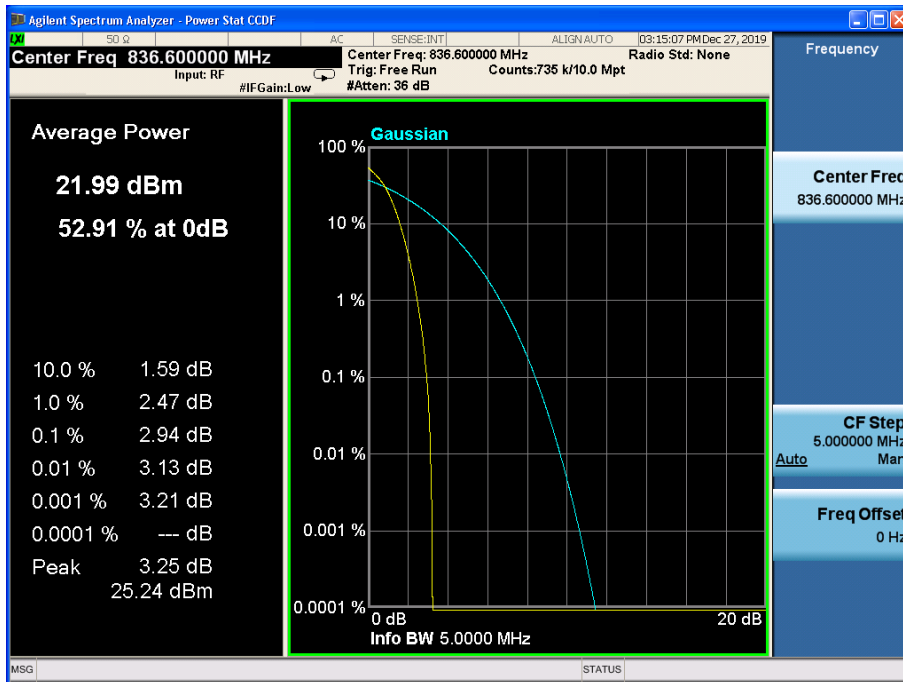 Agilent Spectrum Analyzer - Power Stat CCDF
LXI 50 Ω AC SENSE:INT ALIGN AUTO 03:15:07 PM Dec 27, 2019
Center Freq 836.600000 MHz
Input: RF
#IFGain:Low
Center Freq: 836.600000 MHz
Radio Std: None
Trig: Free Run
Counts:735 k/10.0 Mpt
#Atten: 36 dB
Average Power
21.99 dBm
52.91 % at 0dB
10.0 % 1.59 dB
1.0 % 2.47 dB
0.1 % 2.94 dB
0.01 % 3.13 dB
0.001 % 3.21 dB
0.0001 % --- dB
Peak 3.25 dB
25.24 dBm
Gaussian
100 %
10 %
1 %
0.1 %
0.01 %
0.001 %
0.0001 %
0 dB
20 dB
Info BW 5.0000 MHz
Frequency
Center Freq
836.600000 MHz
CF Step
5.000000 MHz
Auto Man
Freq Offset
0 Hz
MSG
STATUS